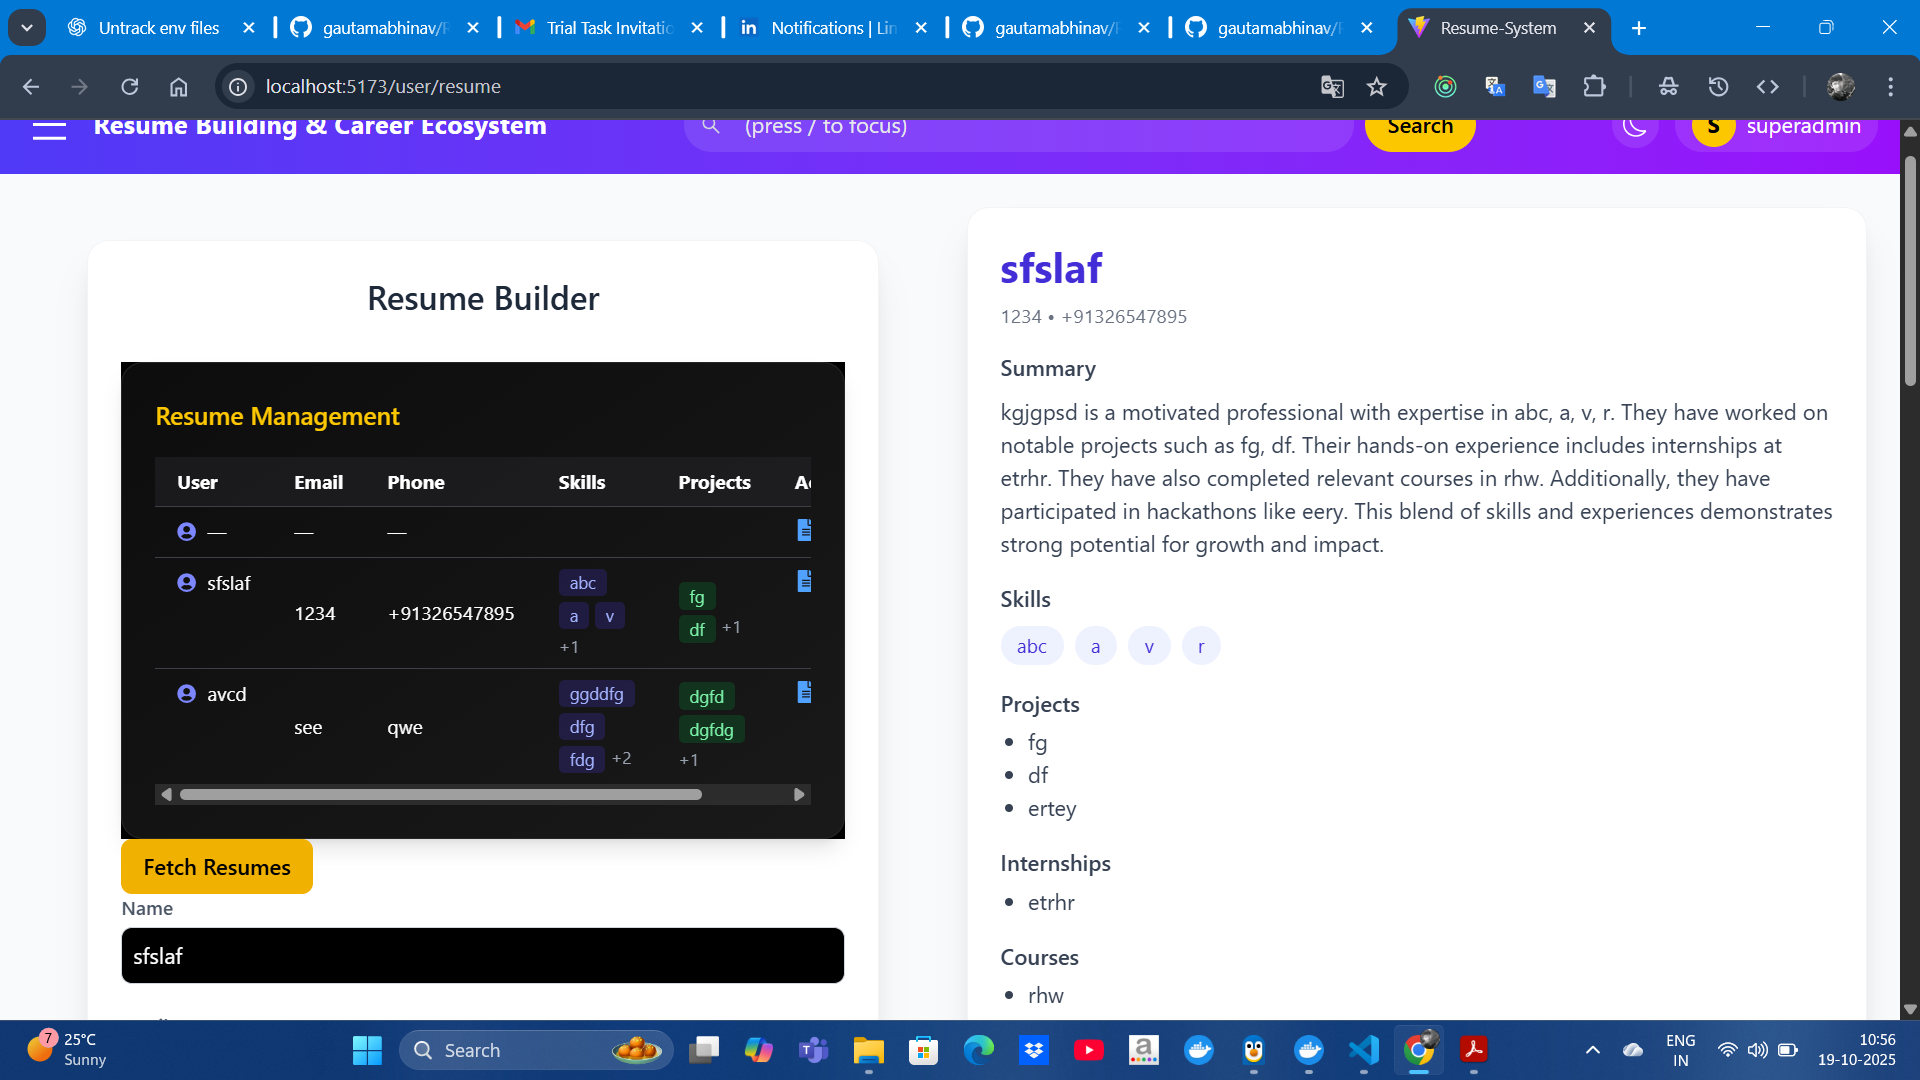 Untrack env files
gautamabhinav/R
Trial Task Invitatio
Notifications | Lin
gautamabhinav/R
gautamabhinav/R
Resume-System
localhost:5173/user/resume
Resume Building & Career Ecosystem
(press / to focus)
Search
S
superadmin
Resume Builder
Resume Management
User Email Phone Skills Projects Ac
— — —
sfslaf 1234 +91326547895 abc a v +1 fg df +1
avcd see qwe ggddfg dfg fdg +2 dgfd dgfdg +1
Fetch Resumes
Name
sfslaf
sfslaf
1234 • +91326547895
Summary
kgjgpsd is a motivated professional with expertise in abc, a, v, r. They have worked on
notable projects such as fg, df. Their hands-on experience includes internships at
etrhr. They have also completed relevant courses in rhw. Additionally, they have
participated in hackathons like eery. This blend of skills and experiences demonstrates
strong potential for growth and impact.
Skills
abc a v r
Projects
• fg
• df
• ertey
Internships
• etrhr
Courses
• rhw
7
25°C
Sunny
Search
ENG
IN
10:56
19-10-2025